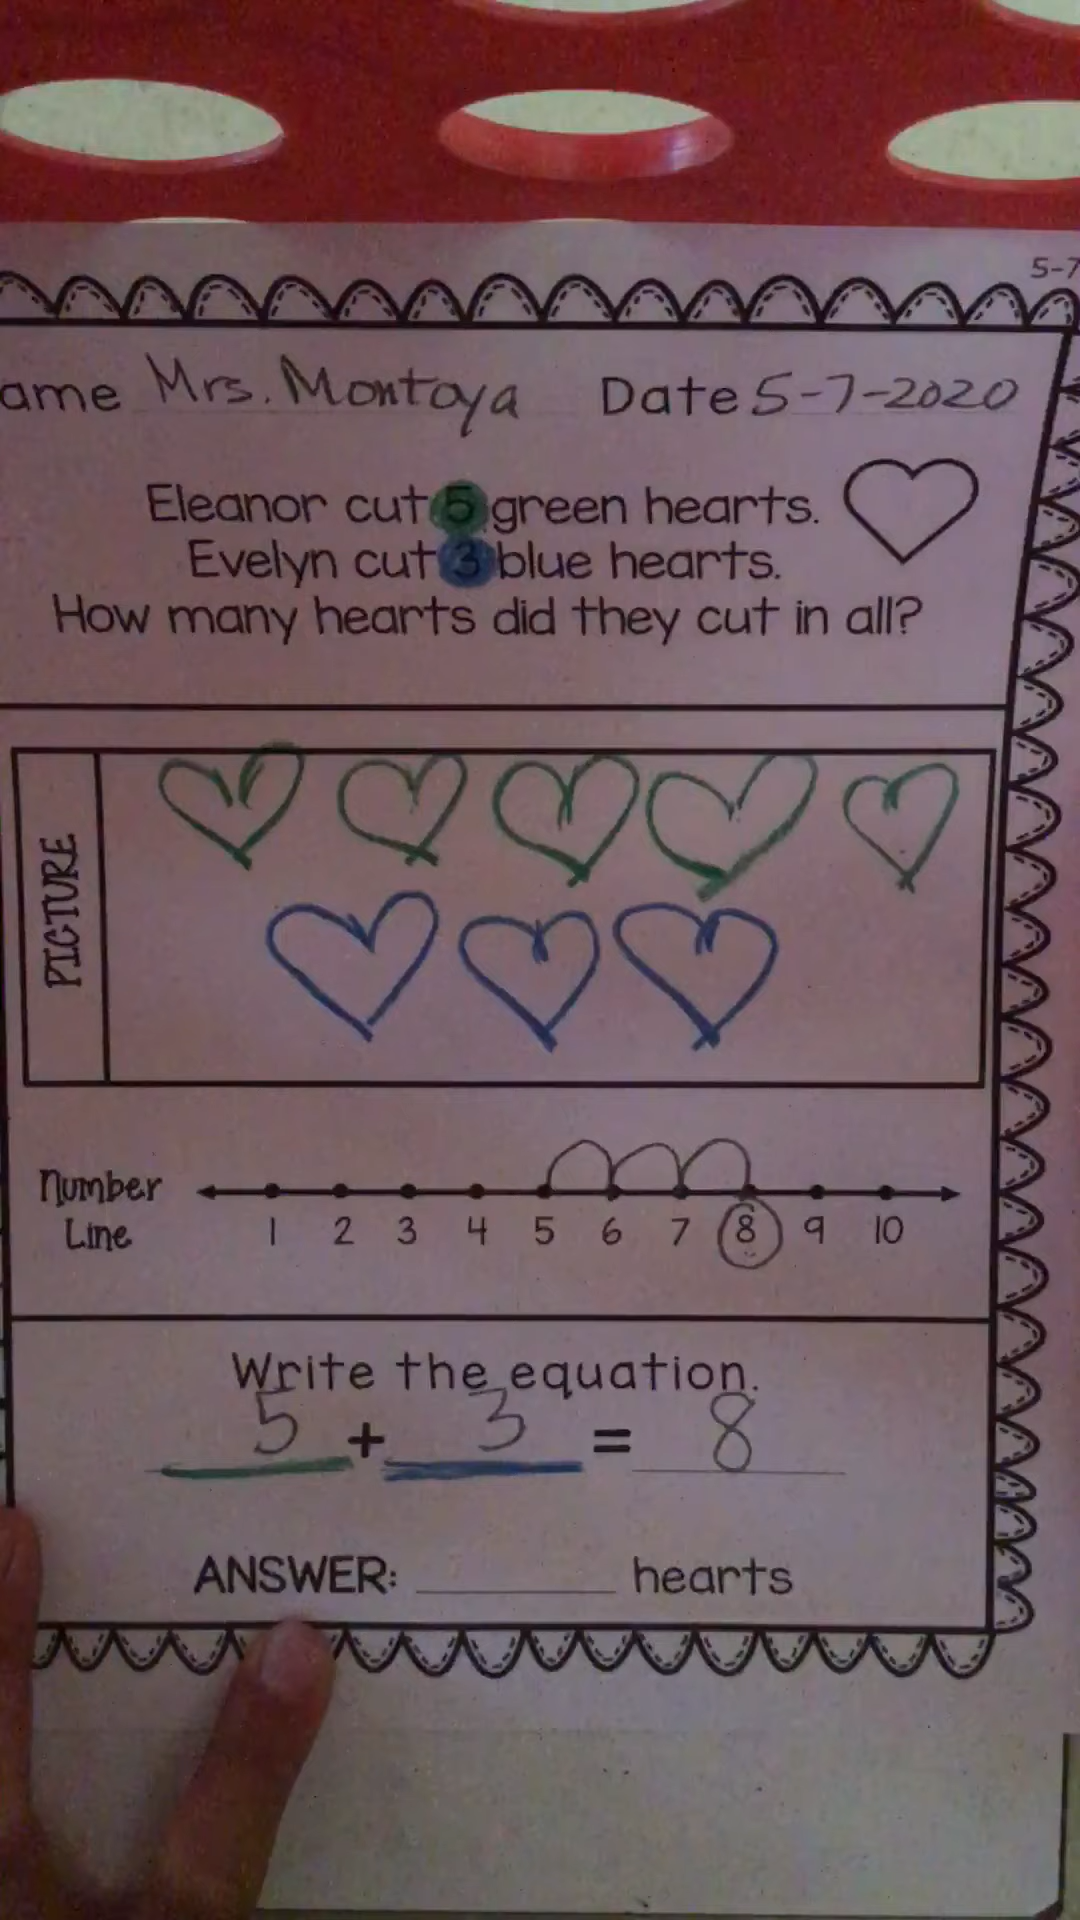 5-7
ame Mrs. Montoya Date 5-7-2020
Eleanor cut 5 green hearts.
Evelyn cut 3 blue hearts.
How many hearts did they cut in all?
PICTURE
Number Line
1 2 3 4 5 6 7 8 9 10
Write the equation.
5 + 3 = 8
ANSWER: ______ hearts